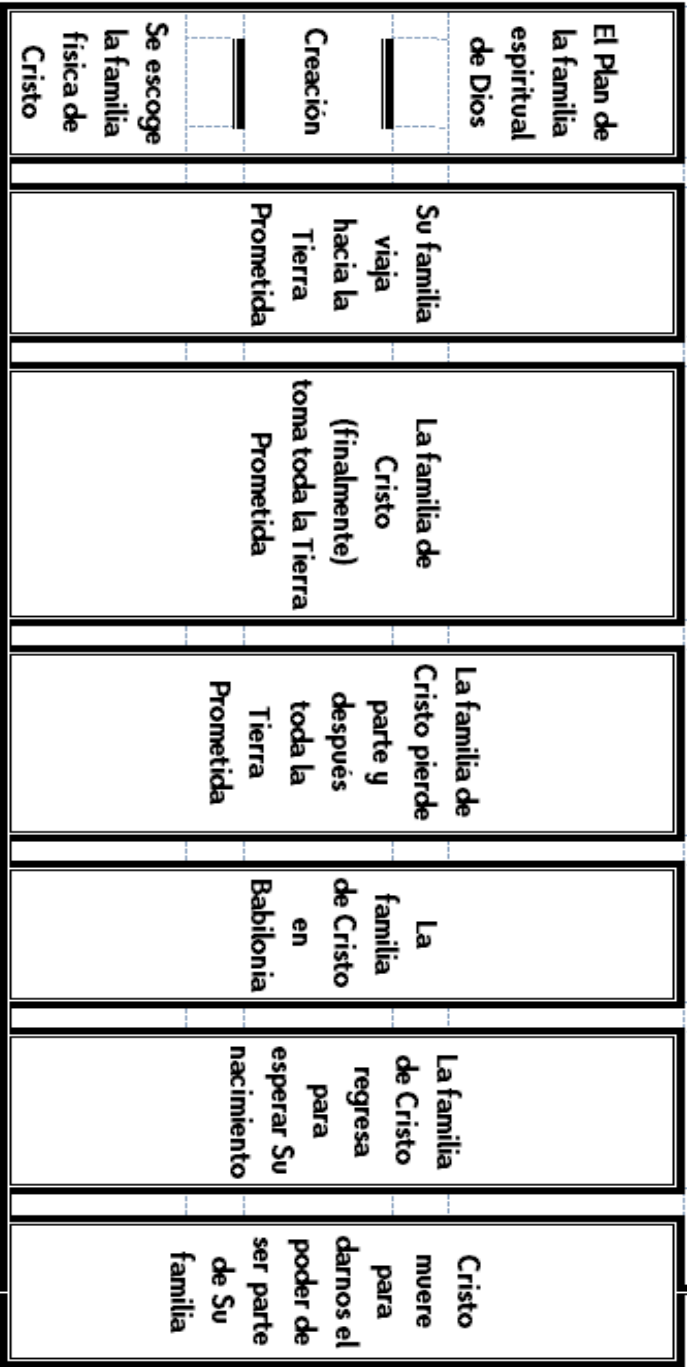 El Plan de
la familia
espiritual
de Dios
Creación
Se escoge
la familia
física de
Cristo
Su familia
viaja
hacia la
Tierra
Prometida
La familia de
Cristo
(finalmente)
toma toda la Tierra
Prometida
La familia de
Cristo pierde
parte y
después
toda la
Tierra
Prometida
La
familia
de Cristo
en
Babilonia
La familia
de Cristo
regresa
para
esperar Su
nacimiento
Cristo
muere
para
darnos el
poder de
ser parte
de Su
familia